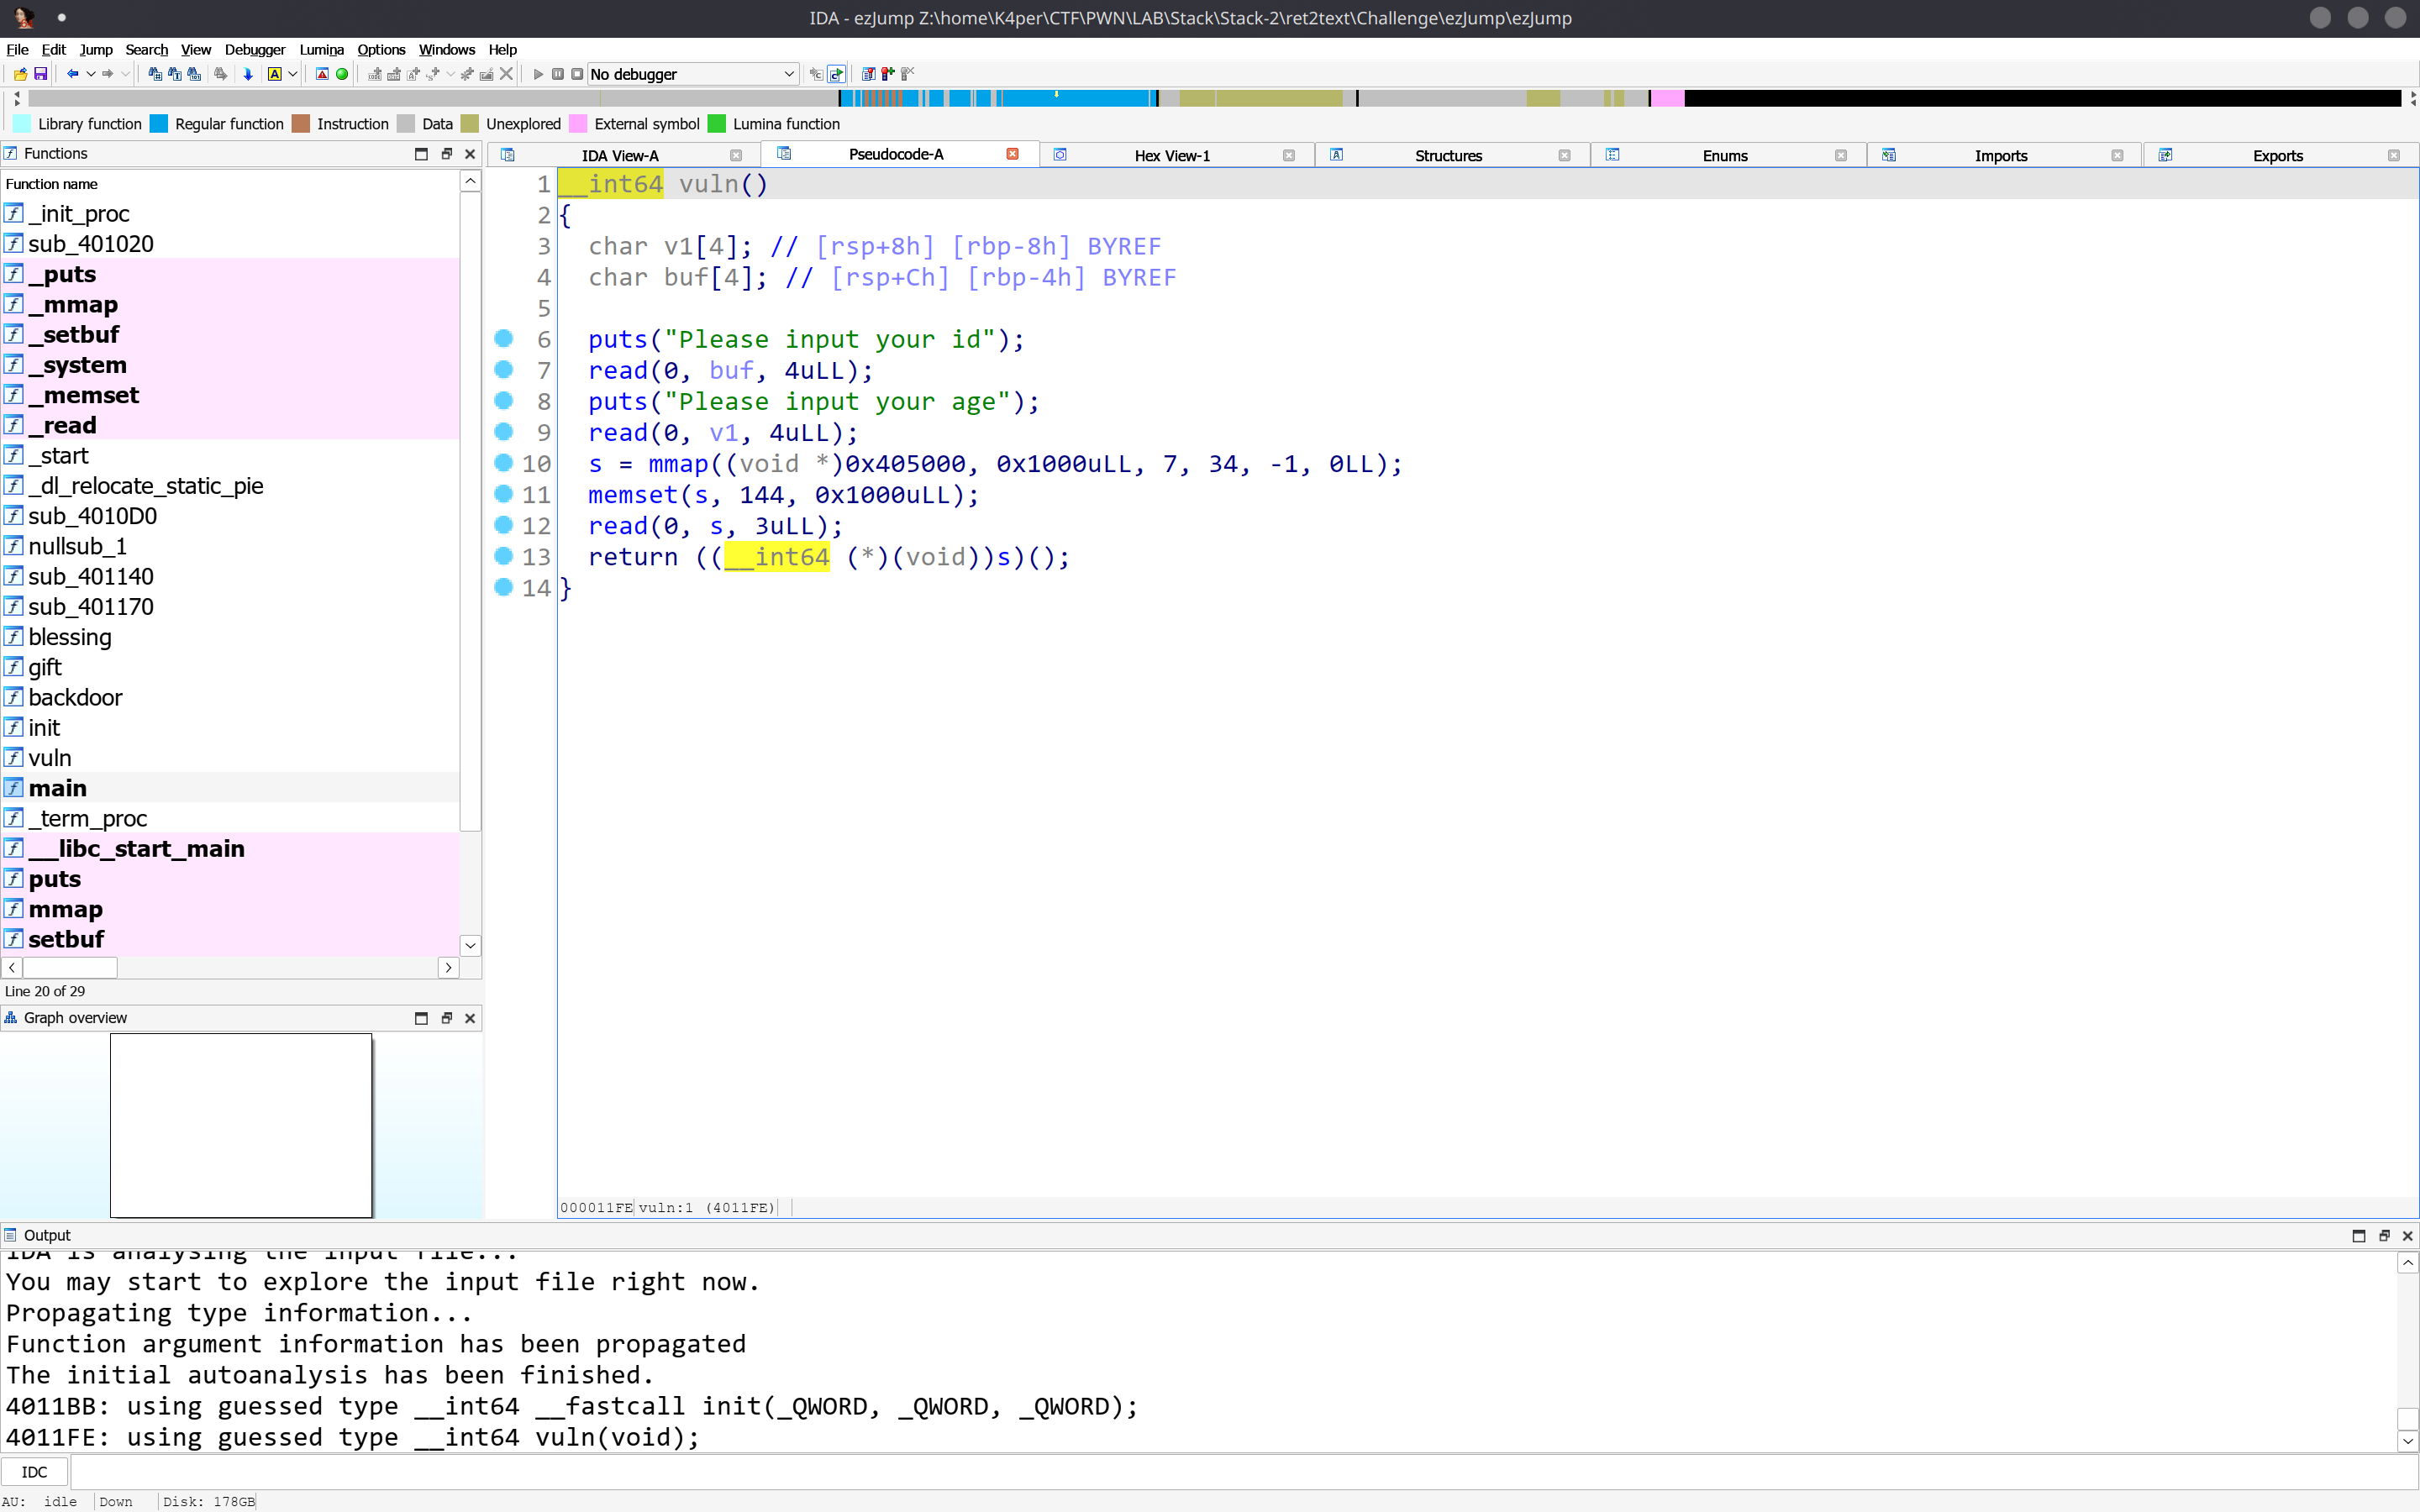 IDA - ezJump Z:\home\K4per\CTF\PWN\LAB\Stack\Stack-2\ret2text\Challenge\ezJump\ezJump
File Edit Jump Search View Debugger Lumina Options Windows Help
No debugger
Library function Regular function Instruction Data Unexplored External symbol Lumina function
Functions
Function name
_init_proc
sub_401020
_puts
_mmap
_setbuf
_system
_memset
_read
_start
_dl_relocate_static_pie
sub_4010D0
nullsub_1
sub_401140
sub_401170
blessing
gift
backdoor
init
vuln
main
_term_proc
__libc_start_main
puts
mmap
setbuf
Line 20 of 29
Graph overview
IDA View-A Pseudocode-A Hex View-1 Structures Enums Imports Exports
1 __int64 vuln()
2 {
3 char v1[4]; // [rsp+8h] [rbp-8h] BYREF
4 char buf[4]; // [rsp+Ch] [rbp-4h] BYREF
5
6 puts("Please input your id");
7 read(0, buf, 4uLL);
8 puts("Please input your age");
9 read(0, v1, 4uLL);
10 s = mmap((void *)0x405000, 0x1000uLL, 7, 34, -1, 0LL);
11 memset(s, 144, 0x1000uLL);
12 read(0, s, 3uLL);
13 return ((__int64 (*)(void))s)();
14 }
000011FE vuln:1 (4011FE)
Output
IDA is analysing the input file...
You may start to explore the input file right now.
Propagating type information...
Function argument information has been propagated
The initial autoanalysis has been finished.
4011BB: using guessed type __int64 __fastcall init(_QWORD, _QWORD, _QWORD);
4011FE: using guessed type __int64 vuln(void);
IDC
AU: idle Down Disk: 178GB